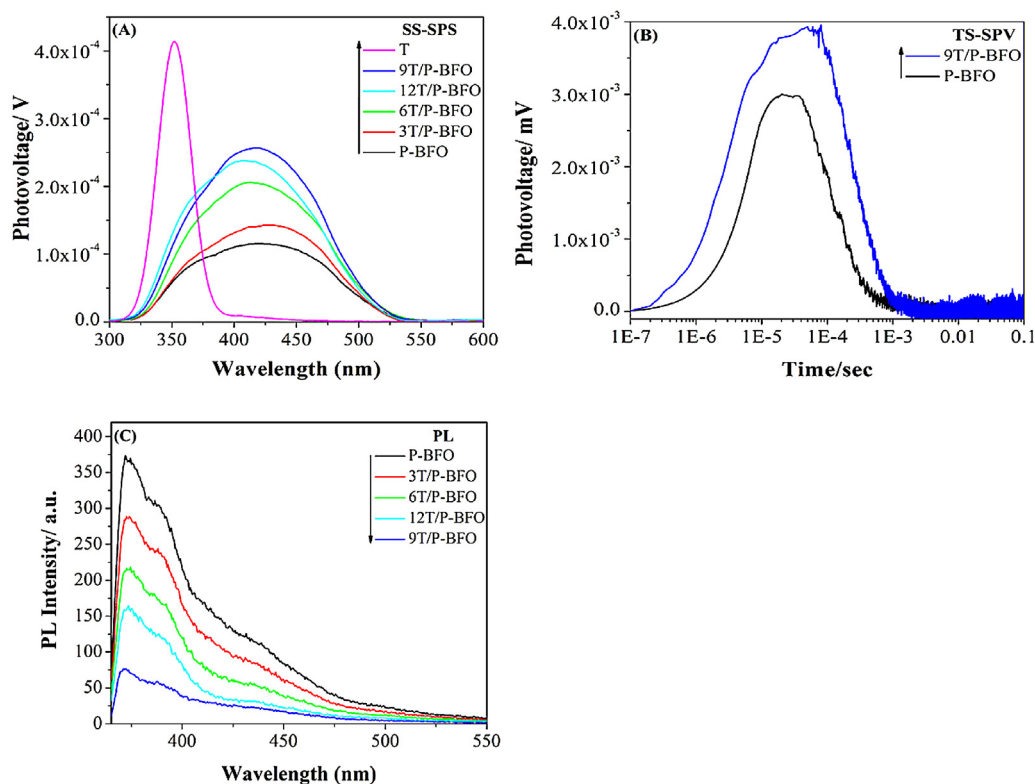 (A)
SS-SPS
T
9T/P-BFO
12T/P-BFO
6T/P-BFO
3T/P-BFO
P-BFO
Photovoltage/ V
4.0x10⁻⁴
3.0x10⁻⁴
2.0x10⁻⁴
1.0x10⁻⁴
0.0
300 350 400 450 500 550 600
Wavelength (nm)
(B)
TS-SPV
9T/P-BFO
P-BFO
Photovoltage/ mV
4.0x10⁻³
3.0x10⁻³
2.0x10⁻³
1.0x10⁻³
0.0
1E-7 1E-6 1E-5 1E-4 1E-3 0.01 0.1
Time/sec
(C)
PL
P-BFO
3T/P-BFO
6T/P-BFO
12T/P-BFO
9T/P-BFO
PL Intensity/ a.u.
400
350
300
250
200
150
100
50
0
400 450 500 550
Wavelength (nm)